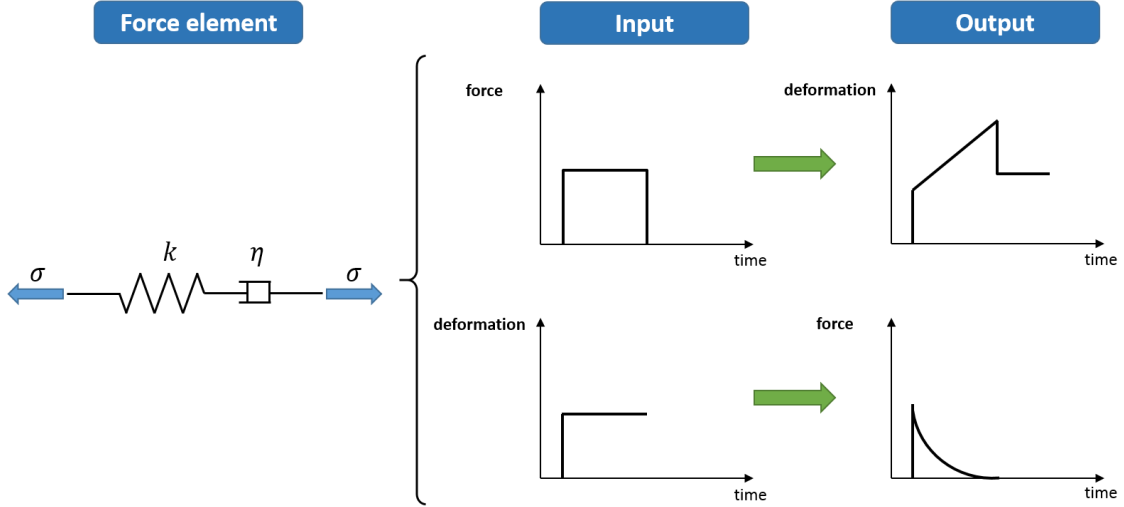 Force element
Input
Output
force
time
deformation
time
k
η
σ
σ
deformation
time
force
time